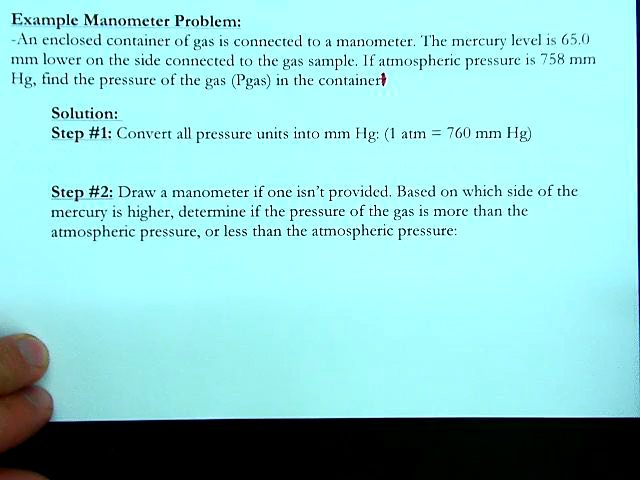 Example Manometer Problem:
-An enclosed container of gas is connected to a manometer. The mercury level is 65.0
mm lower on the side connected to the gas sample. If atmospheric pressure is 758 mm
Hg, find the pressure of the gas (Pgas) in the container
Solution:
Step #1: Convert all pressure units into mm Hg: (1 atm = 760 mm Hg)
Step #2: Draw a manometer if one isn't provided. Based on which side of the
mercury is higher, determine if the pressure of the gas is more than the
atmospheric pressure, or less than the atmospheric pressure: